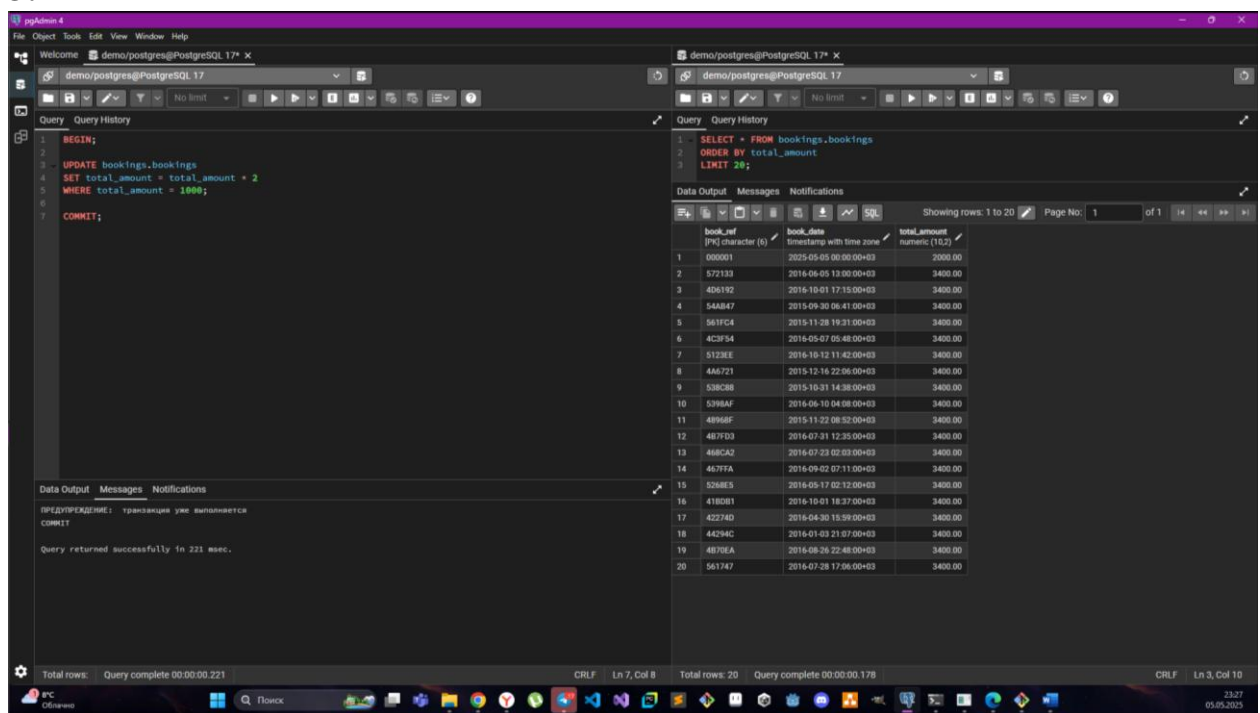 pgAdmin 4
File Object Tools Edit View Window Help
Welcome demo/postgres@PostgreSQL 17*
demo/postgres@PostgreSQL 17
No limit
Query Query History
1 BEGIN;
2
3 UPDATE bookings.bookings
4 SET total_amount = total_amount * 2
5 WHERE total_amount = 1000;
6
7 COMMIT;
Data Output Messages Notifications
ПРЕДУПРЕЖДЕНИЕ: транзакция уже выполняется
COMMIT
Query returned successfully in 221 msec.
Total rows: Query complete 00:00:00.221 CRLF Ln 7, Col 8
demo/postgres@PostgreSQL 17*
demo/postgres@PostgreSQL 17
No limit
Query Query History
1 SELECT * FROM bookings.bookings
2 ORDER BY total_amount
3 LIMIT 20;
Data Output Messages Notifications
SQL Showing rows: 1 to 20 Page No: 1 of 1
book_ref book_date total_amount
[PK] character (6) timestamp with time zone numeric (10,2)
1 000001 2025-05-05 00:00:00+03 2000.00
2 572133 2016-06-05 13:00:00+03 3400.00
3 4D6192 2016-10-01 17:15:00+03 3400.00
4 54AB47 2015-09-30 06:41:00+03 3400.00
5 561FC4 2015-11-28 19:31:00+03 3400.00
6 4C3F54 2016-05-07 05:48:00+03 3400.00
7 5123EE 2016-10-12 11:42:00+03 3400.00
8 4A6721 2015-12-16 22:06:00+03 3400.00
9 538C88 2015-10-31 14:38:00+03 3400.00
10 5398AF 2016-06-10 04:08:00+03 3400.00
11 48968F 2015-11-22 08:52:00+03 3400.00
12 4B7FD3 2016-07-31 12:35:00+03 3400.00
13 468CA2 2016-07-23 02:03:00+03 3400.00
14 467FFA 2016-09-02 07:11:00+03 3400.00
15 5268E5 2016-05-17 02:12:00+03 3400.00
16 41BDB1 2016-10-01 18:37:00+03 3400.00
17 42274D 2016-04-30 15:59:00+03 3400.00
18 44294C 2016-01-03 21:07:00+03 3400.00
19 4B70EA 2016-08-26 22:48:00+03 3400.00
20 561747 2016-07-28 17:06:00+03 3400.00
Total rows: 20 Query complete 00:00:00.178 CRLF Ln 3, Col 10
8°C
Облачно
Поиск
23:27
05.05.2025